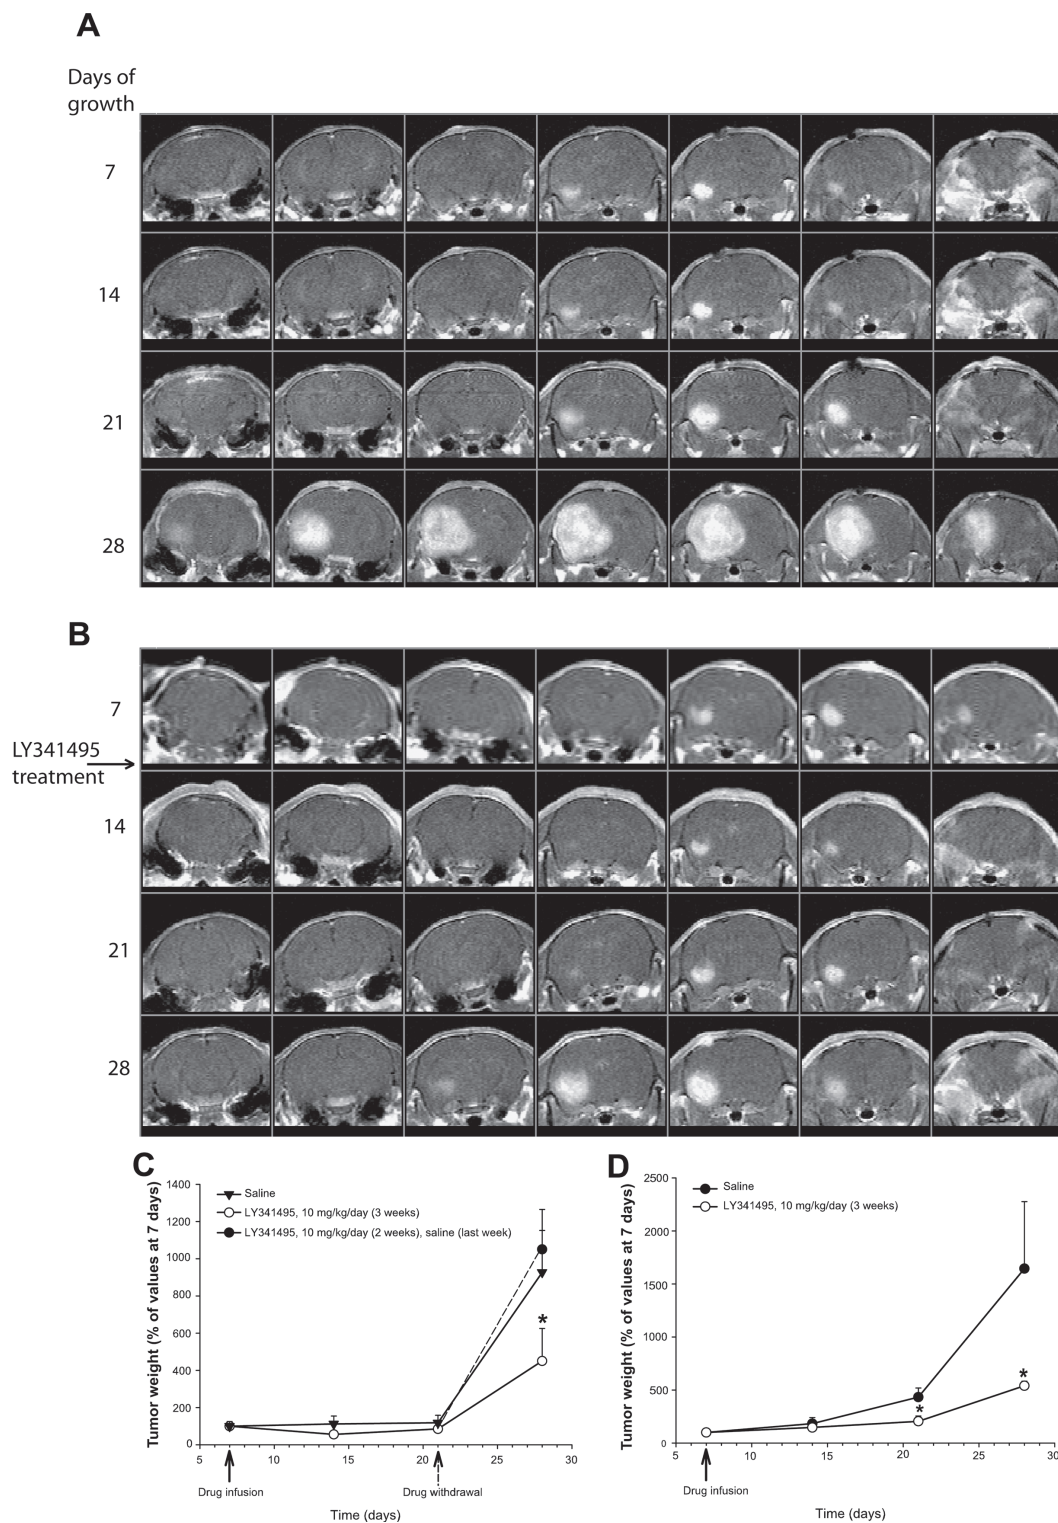 A
Days of
growth
7
14
21
28
B
7
LY341495
treatment
14
21
28
C
Tumor weight (% of values at 7 days)
1400
1200
1000
800
600
400
200
0
Saline
LY341495, 10 mg/kg/day (3 weeks)
LY341495, 10 mg/kg/day (2 weeks), saline (last week)
*
5 10 15 20 25 30
Drug infusion
Drug withdrawal
Time (days)
D
Tumor weight (% of values at 7 days)
2500
2000
1500
1000
500
0
Saline
LY341495, 10 mg/kg/day (3 weeks)
*
*
5 10 15 20 25 30
Drug infusion
Time (days)